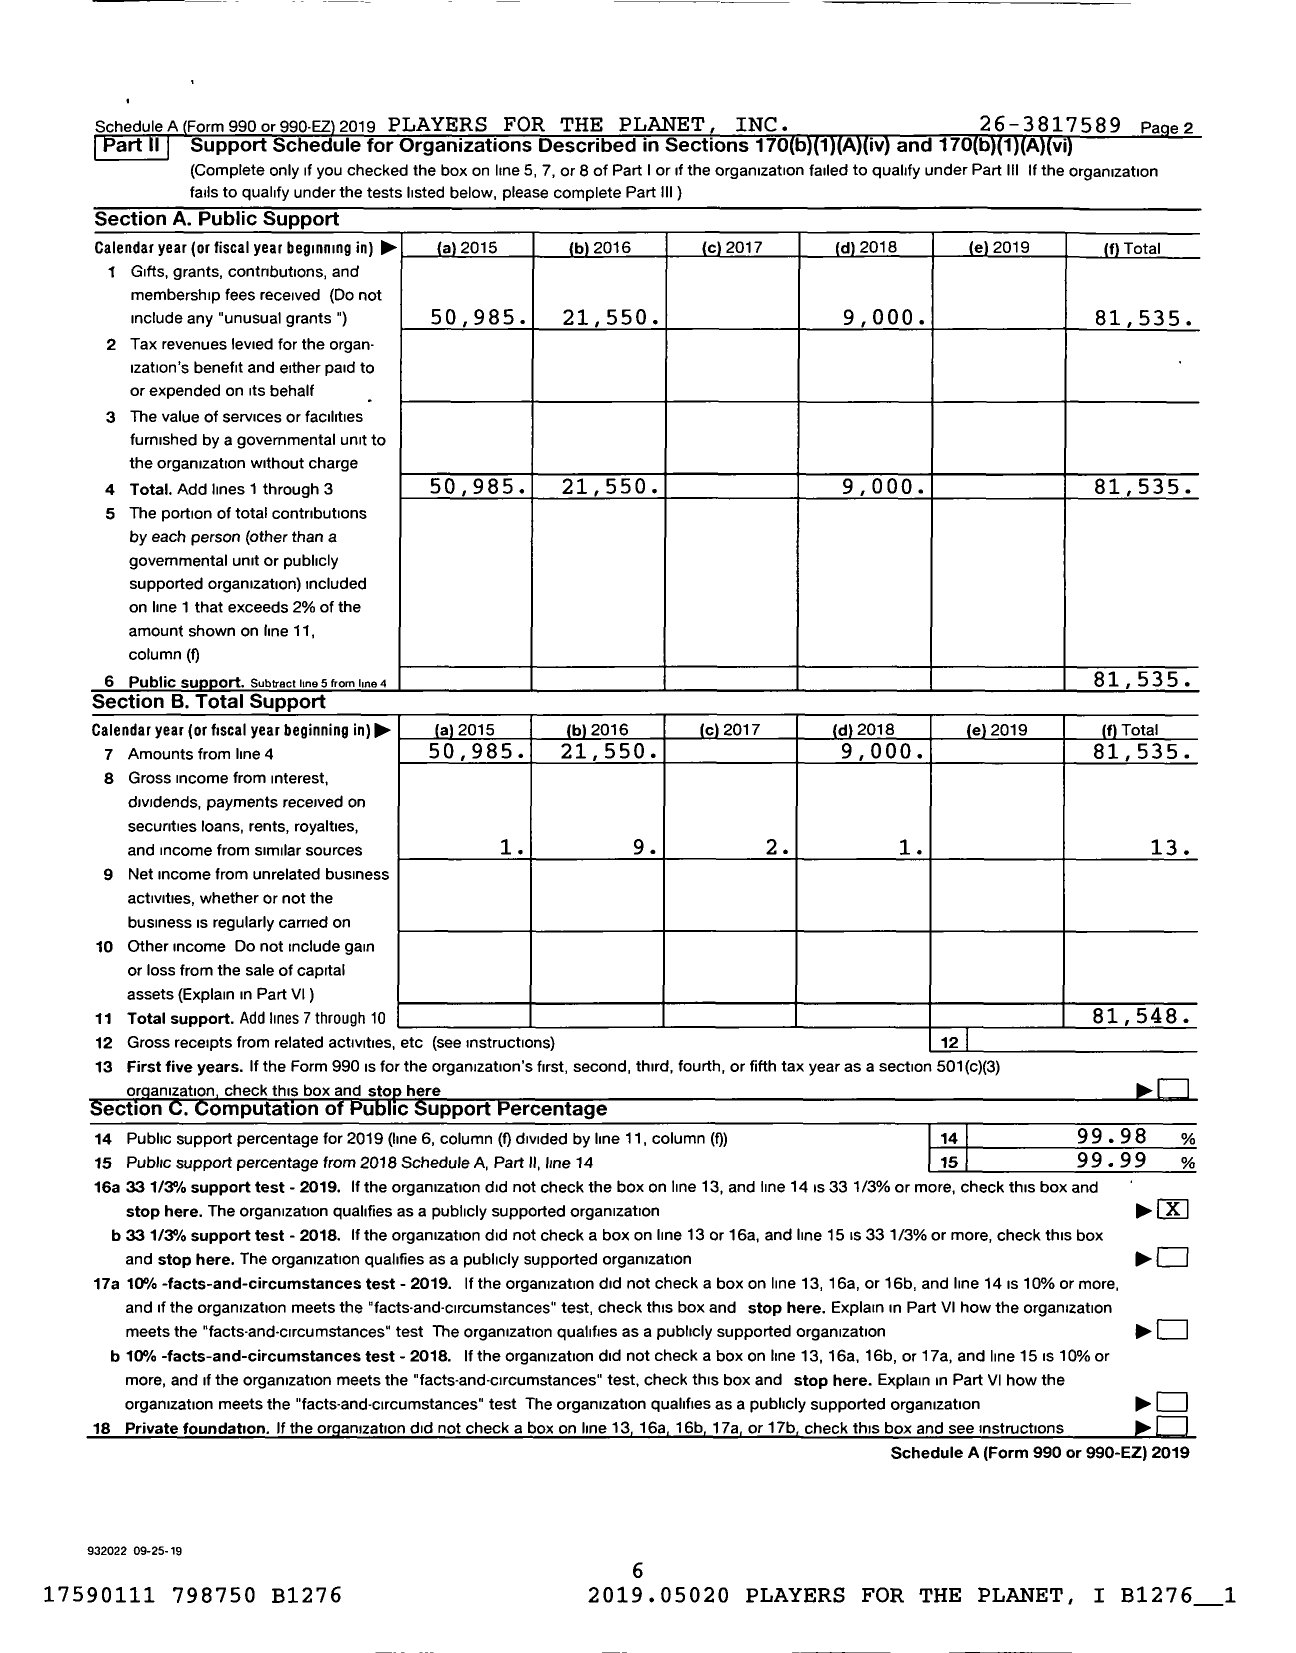 Schedule A (Form 990 or 990-EZ) 2019 PLAYERS FOR THE PLANET, INC. 26-3817589 Page 2
Part II Support Schedule for Organizations Described in Sections 170(b)(1)(A)(iv) and 170(b)(1)(A)(vi)
(Complete only if you checked the box on line 5, 7, or 8 of Part I or if the organization failed to qualify under Part III If the organization
fails to qualify under the tests listed below, please complete Part III )
Section A. Public Support
Calendar year (or fiscal year beginning in) ▶ (a) 2015 (b) 2016 (c) 2017 (d) 2018 (e) 2019 (f) Total
1 Gifts, grants, contributions, and
membership fees received (Do not
include any "unusual grants ") 50,985. 21,550. 9,000. 81,535.
2 Tax revenues levied for the organ-
ization's benefit and either paid to
or expended on its behalf
3 The value of services or facilities
furnished by a governmental unit to
the organization without charge
4 Total. Add lines 1 through 3 50,985. 21,550. 9,000. 81,535.
5 The portion of total contributions
by each person (other than a
governmental unit or publicly
supported organization) included
on line 1 that exceeds 2% of the
amount shown on line 11,
column (f)
6 Public support. Subtract line 5 from line 4 81,535.
Section B. Total Support
Calendar year (or fiscal year beginning in) ▶ (a) 2015 (b) 2016 (c) 2017 (d) 2018 (e) 2019 (f) Total
7 Amounts from line 4 50,985. 21,550. 9,000. 81,535.
8 Gross income from interest,
dividends, payments received on
securities loans, rents, royalties,
and income from similar sources 1. 9. 2. 1. 13.
9 Net income from unrelated business
activities, whether or not the
business is regularly carried on
10 Other income Do not include gain
or loss from the sale of capital
assets (Explain in Part VI )
11 Total support. Add lines 7 through 10 81,548.
12 Gross receipts from related activities, etc (see instructions) 12
13 First five years. If the Form 990 is for the organization's first, second, third, fourth, or fifth tax year as a section 501(c)(3)
organization, check this box and stop here ▶
Section C. Computation of Public Support Percentage
14 Public support percentage for 2019 (line 6, column (f) divided by line 11, column (f)) 14 99.98 %
15 Public support percentage from 2018 Schedule A, Part II, line 14 15 99.99 %
16a 33 1/3% support test - 2019. If the organization did not check the box on line 13, and line 14 is 33 1/3% or more, check this box and
stop here. The organization qualifies as a publicly supported organization ▶ X
b 33 1/3% support test - 2018. If the organization did not check a box on line 13 or 16a, and line 15 is 33 1/3% or more, check this box
and stop here. The organization qualifies as a publicly supported organization ▶
17a 10% -facts-and-circumstances test - 2019. If the organization did not check a box on line 13, 16a, or 16b, and line 14 is 10% or more,
and if the organization meets the "facts-and-circumstances" test, check this box and stop here. Explain in Part VI how the organization
meets the "facts-and-circumstances" test The organization qualifies as a publicly supported organization ▶
b 10% -facts-and-circumstances test - 2018. If the organization did not check a box on line 13, 16a, 16b, or 17a, and line 15 is 10% or
more, and if the organization meets the "facts-and-circumstances" test, check this box and stop here. Explain in Part VI how the
organization meets the "facts-and-circumstances" test The organization qualifies as a publicly supported organization ▶
18 Private foundation. If the organization did not check a box on line 13, 16a, 16b, 17a, or 17b, check this box and see instructions ▶
Schedule A (Form 990 or 990-EZ) 2019
932022 09-25-19
6
17590111 798750 B1276 2019.05020 PLAYERS FOR THE PLANET, I B1276__1